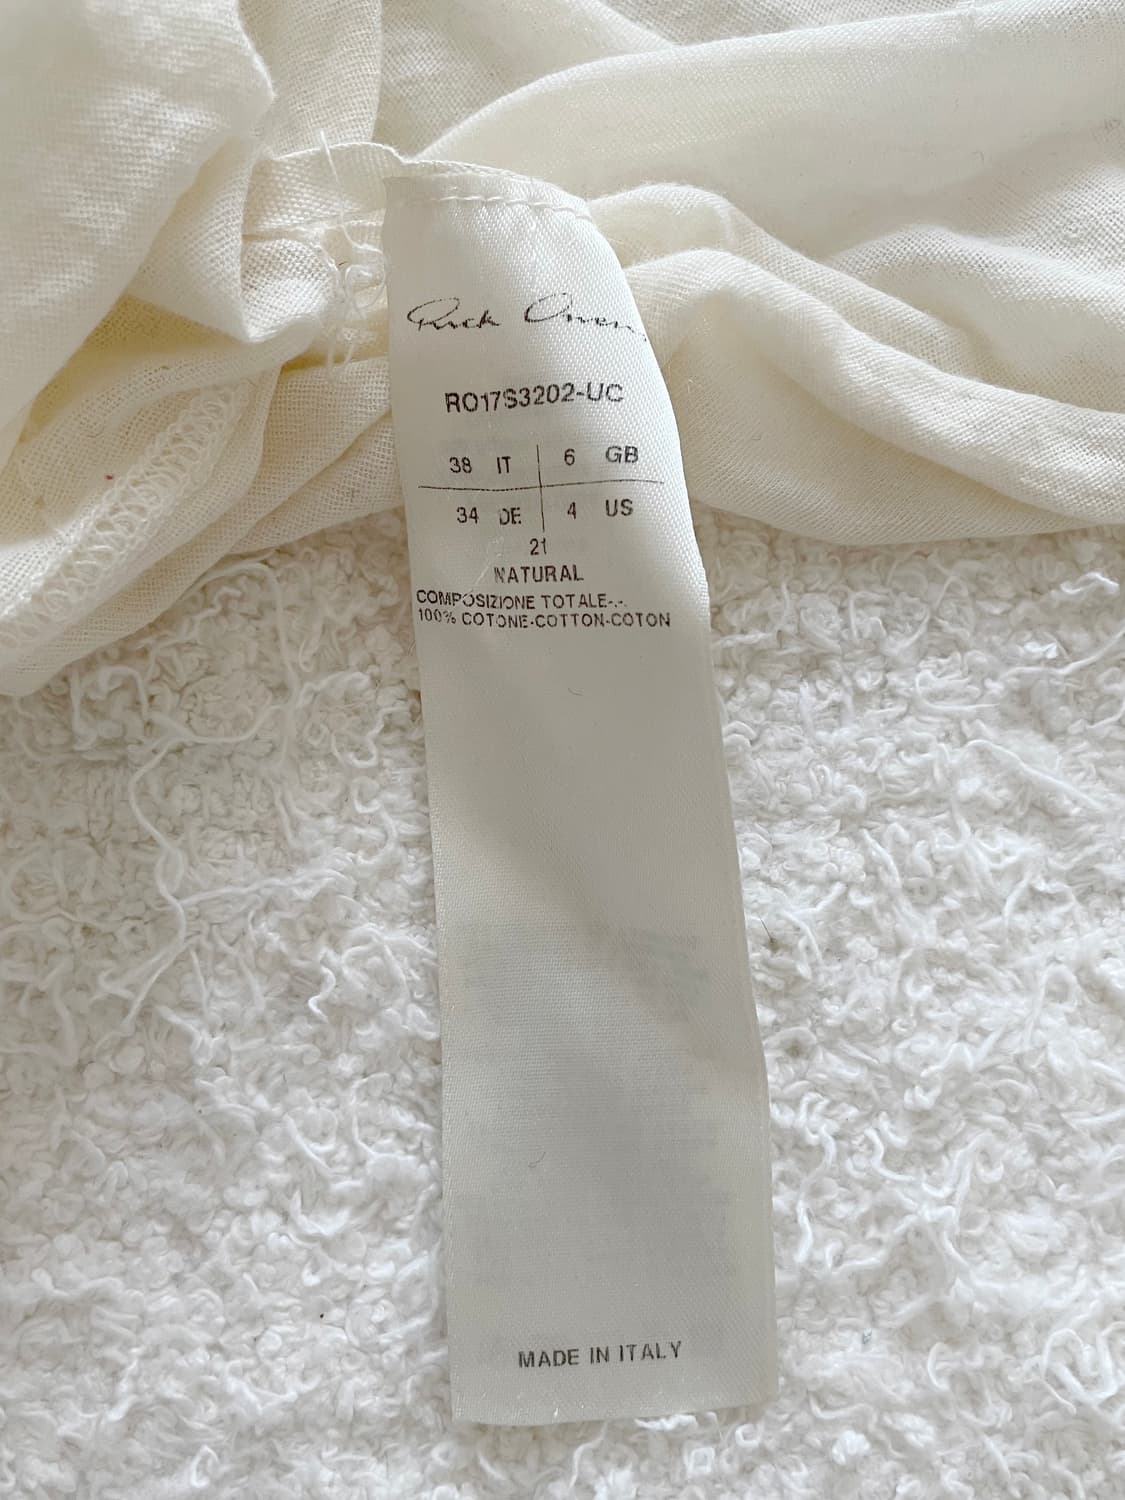 Rick Owens
RO17S3202-UC
38 IT 6 GB
34 DE 4 US
21
NATURAL
COMPOSIZIONE TOTALE-.-.
100% COTONE-COTTON-COTON
MADE IN ITALY